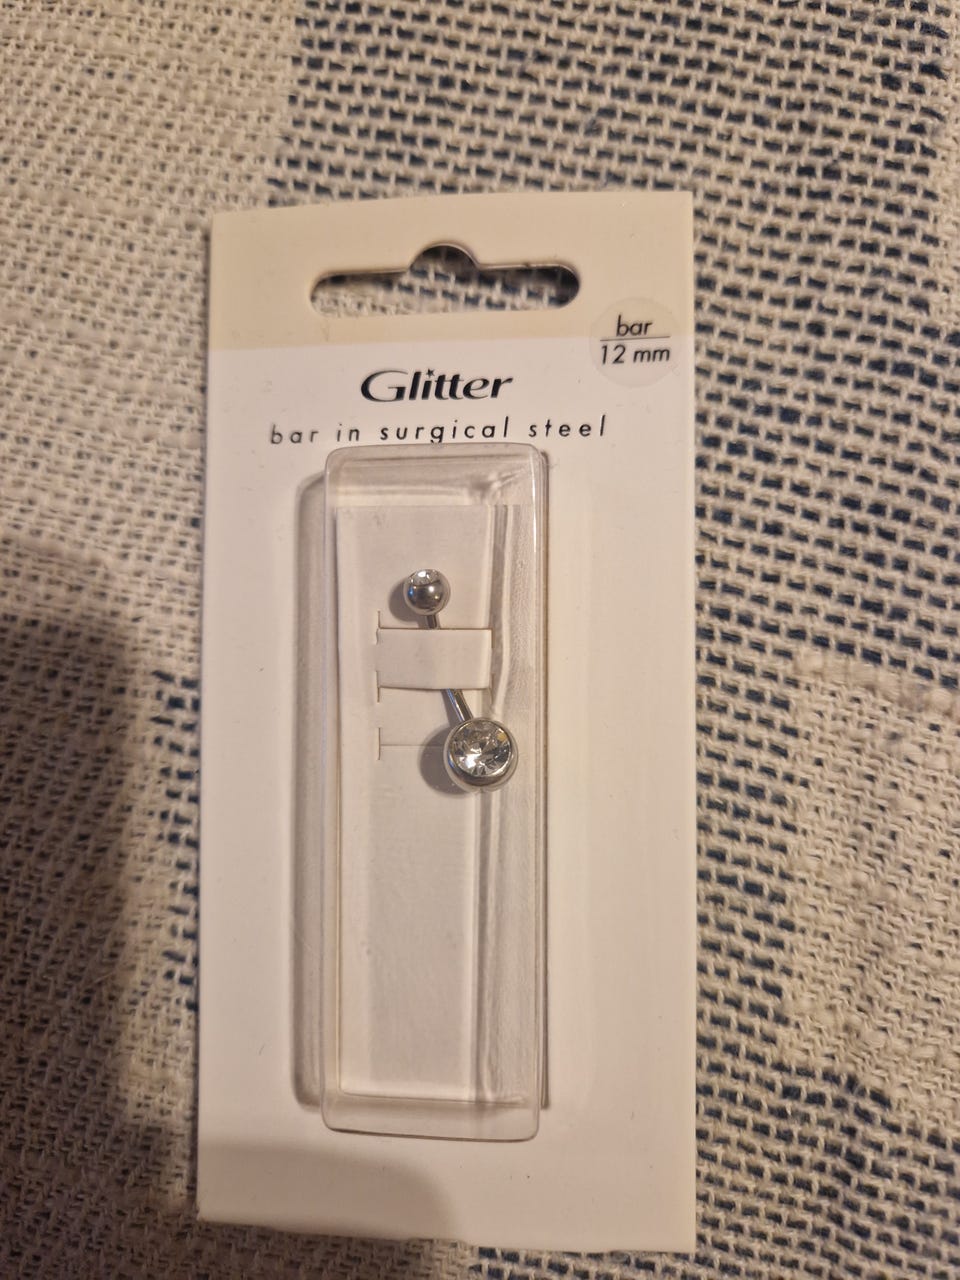 bar
12 mm
Glitter
bar in surgical steel